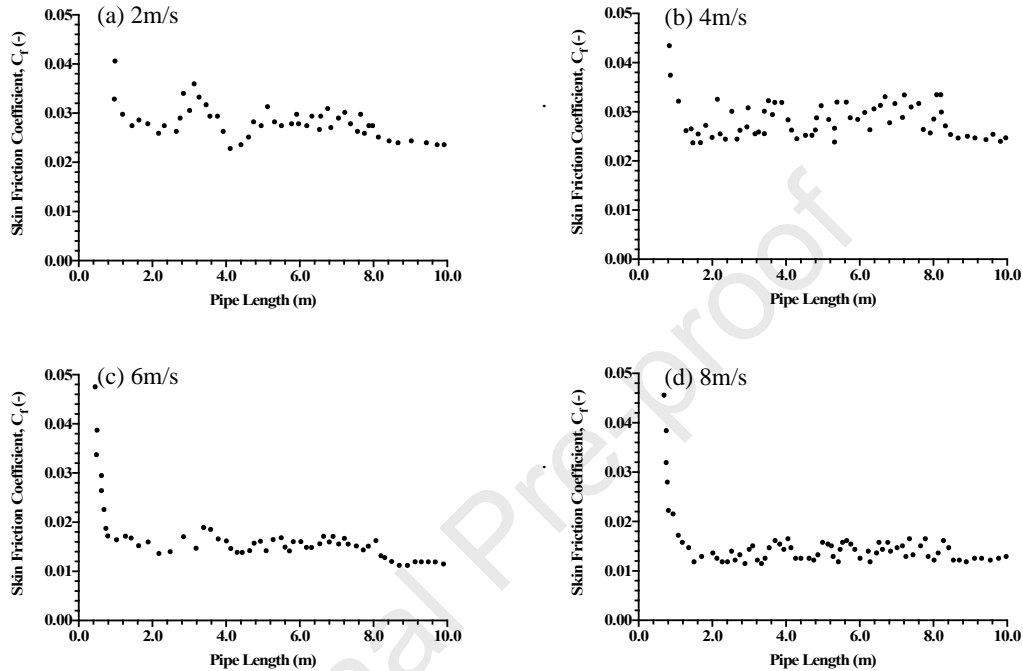 (a) 2m/s
Skin Friction Coefficient, Cf (-)
0.05
0.04
0.03
0.02
0.01
0.00
0.0 2.0 4.0 6.0 8.0 10.0
Pipe Length (m)
(b) 4m/s
Skin Friction Coefficient, Cf (-)
0.05
0.04
0.03
0.02
0.01
0.00
0.0 2.0 4.0 6.0 8.0 10.0
Pipe Length (m)
(c) 6m/s
Skin Friction Coefficient, Cf (-)
0.05
0.04
0.03
0.02
0.01
0.00
0.0 2.0 4.0 6.0 8.0 10.0
Pipe Length (m)
(d) 8m/s
Skin Friction Coefficient, Cf (-)
0.05
0.04
0.03
0.02
0.01
0.00
0.0 2.0 4.0 6.0 8.0 10.0
Pipe Length (m)
nal Pre-proof